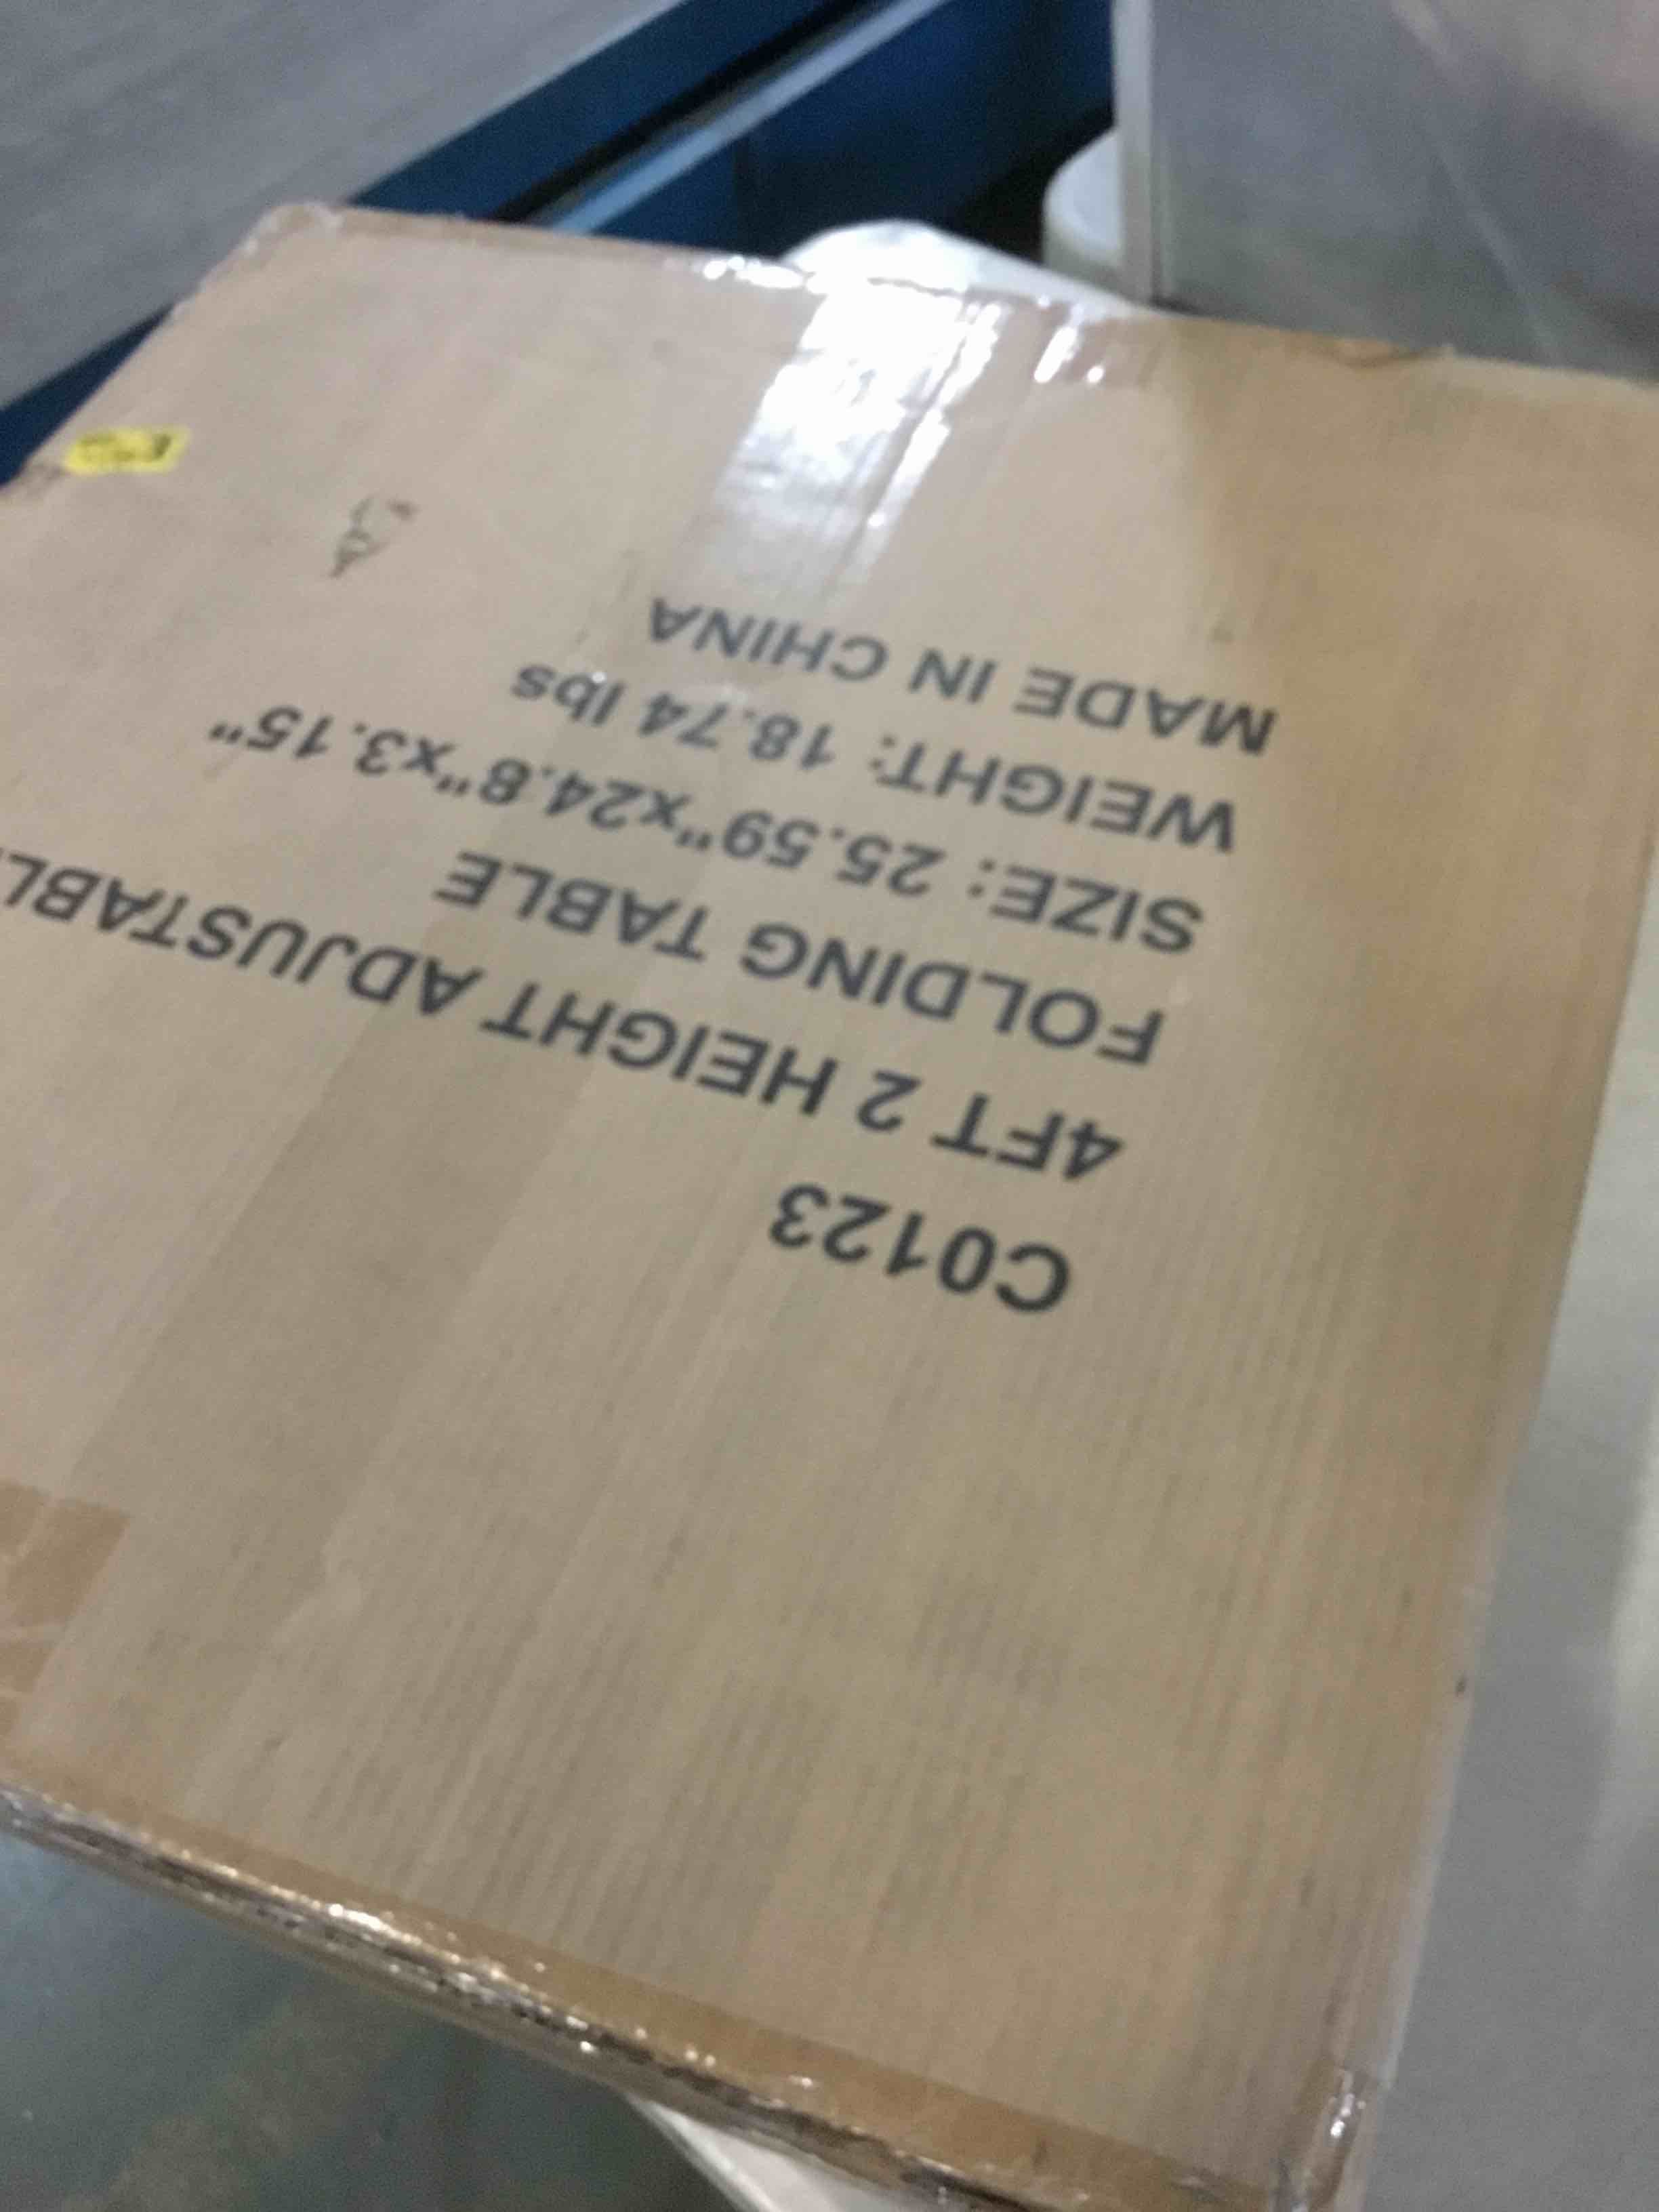 C0123
4FT 2 HEIGHT ADJUSTABL
FOLDING TABLE
SIZE: 25.59"x24.8"x3.15"
WEIGHT: 18.74 lbs
MADE IN CHINA